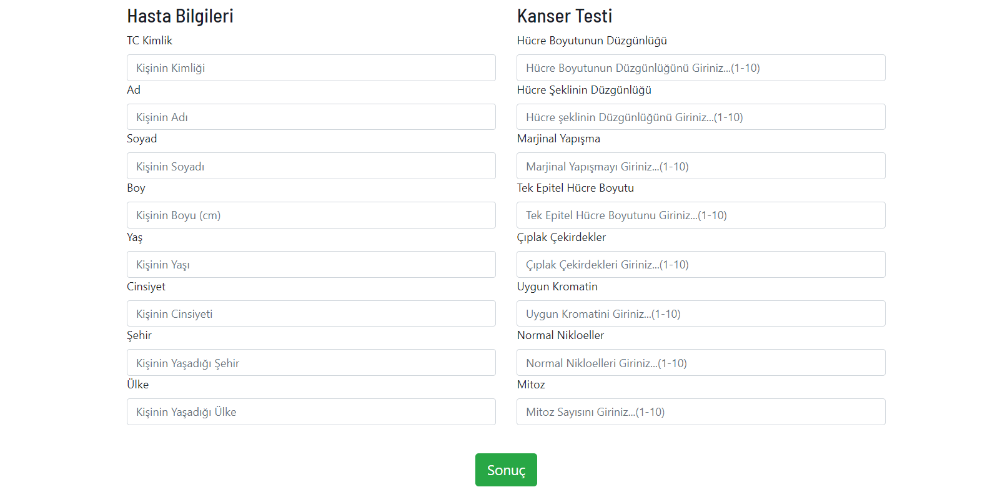 Hasta Bilgileri
TC Kimlik
Kişinin Kimliği
Ad
Kişinin Adı
Soyad
Kişinin Soyadı
Boy
Kişinin Boyu (cm)
Yaş
Kişinin Yaşı
Cinsiyet
Kişinin Cinsiyeti
Şehir
Kişinin Yaşadığı Şehir
Ülke
Kişinin Yaşadığı Ülke
Kanser Testi
Hücre Boyutunun Düzgünlüğü
Hücre Boyutunun Düzgünlüğünü Giriniz...(1-10)
Hücre Şeklinin Düzgünlüğü
Hücre şeklinin Düzgünlüğünü Giriniz...(1-10)
Marjinal Yapışma
Marjinal Yapışmayı Giriniz...(1-10)
Tek Epitel Hücre Boyutu
Tek Epitel Hücre Boyutunu Giriniz...(1-10)
Çıplak Çekirdekler
Çıplak Çekirdekleri Giriniz...(1-10)
Uygun Kromatin
Uygun Kromatini Giriniz...(1-10)
Normal Nikloeller
Normal Nikloelleri Giriniz...(1-10)
Mitoz
Mitoz Sayısını Giriniz...(1-10)
Sonuç